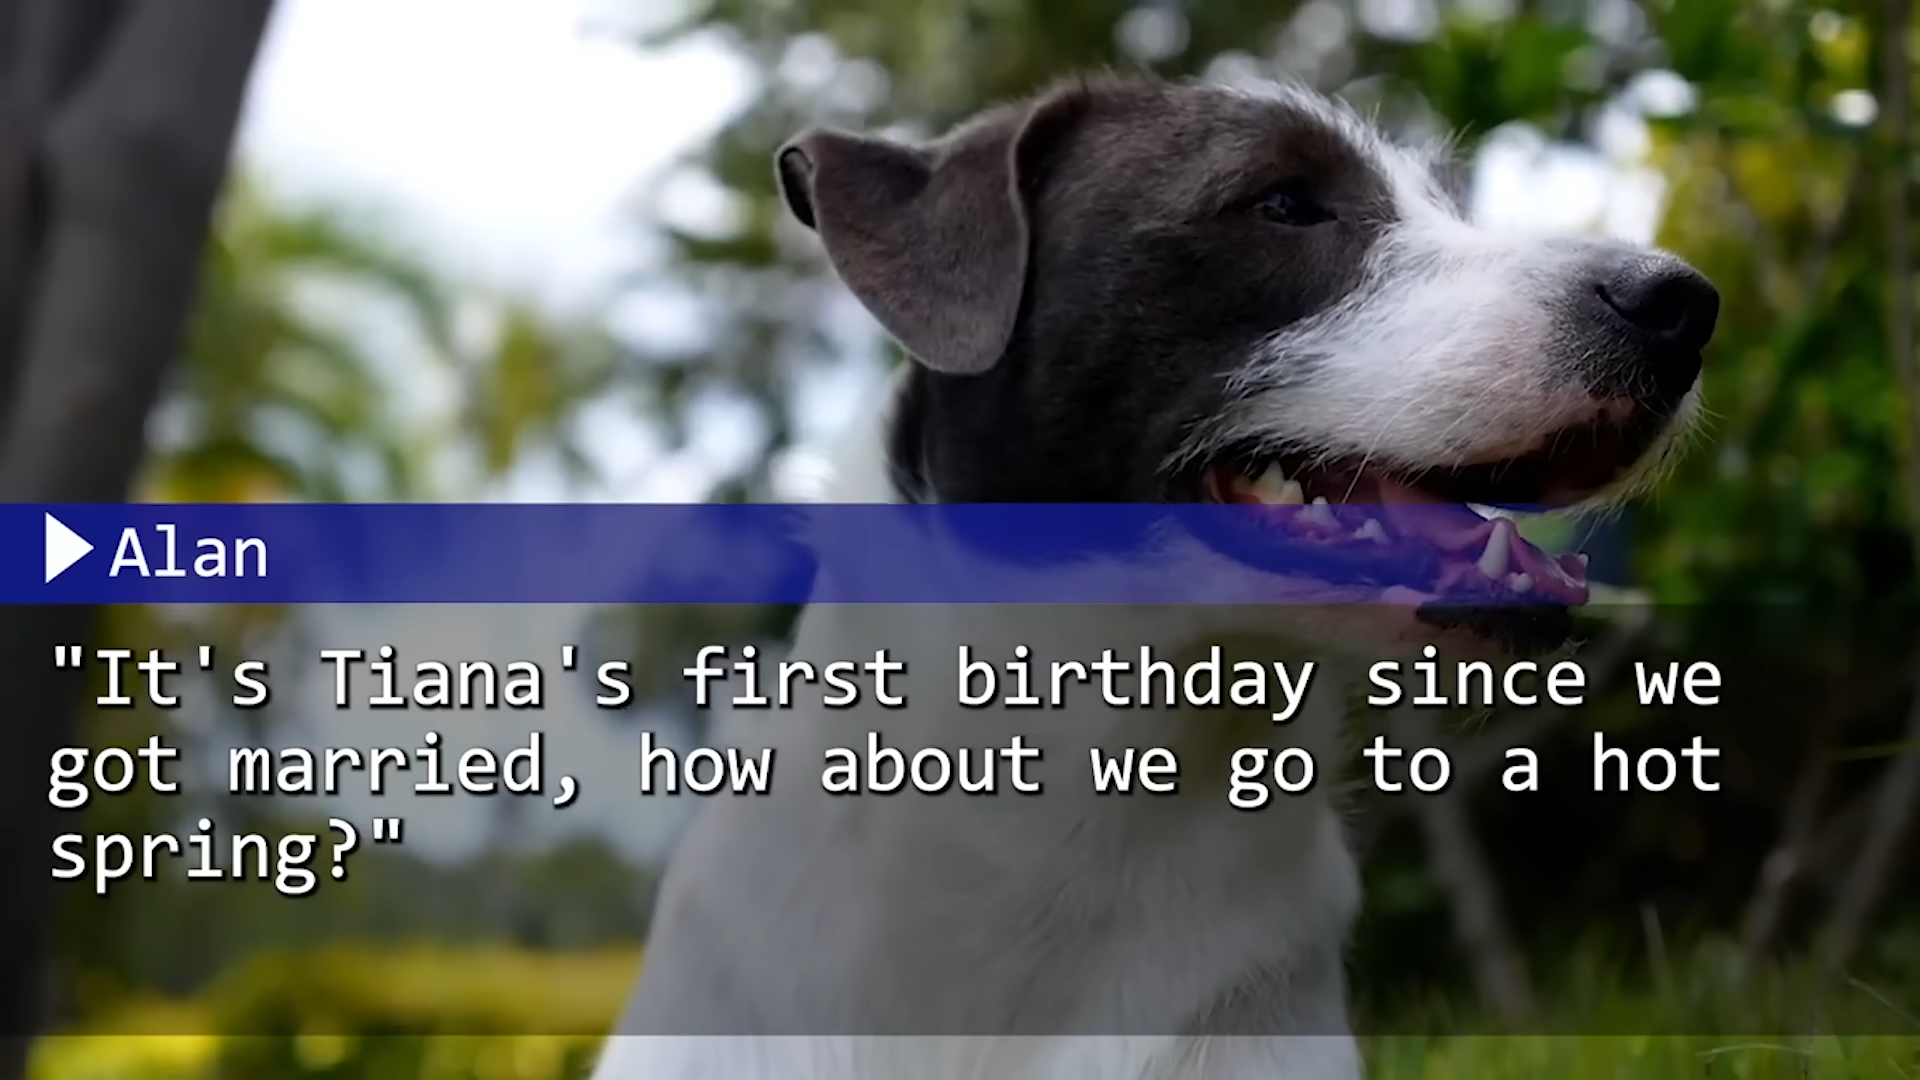 Alan
"It's Tiana's first birthday since we
got married, how about we go to a hot
spring?"